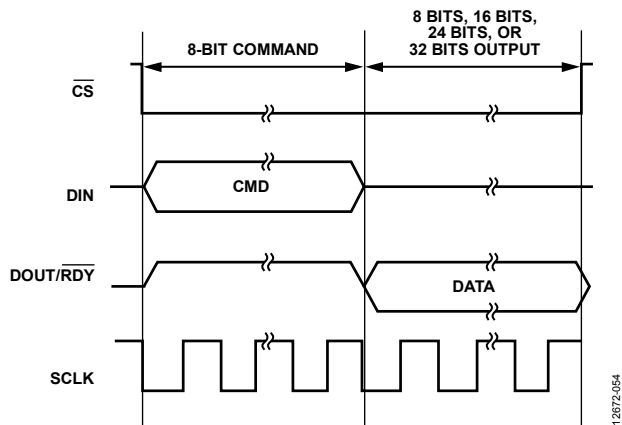 8 BITS, 16 BITS,
24 BITS, OR
32 BITS OUTPUT
8-BIT COMMAND
CS
DIN
CMD
DOUT/RDY
DATA
SCLK
12672-054